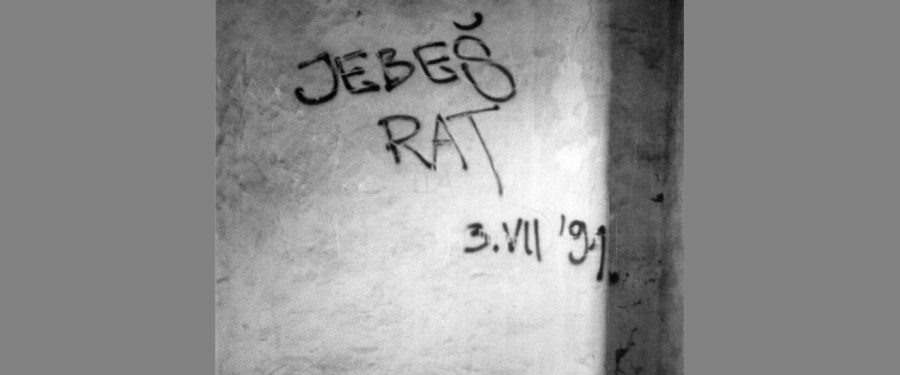 JEBEŠ
RAT
3.VII '91.